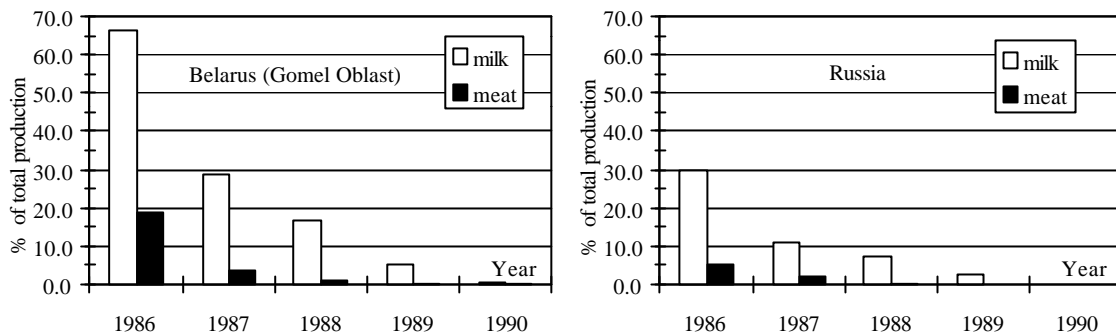 % of total production
70.0
60.0
50.0
40.0
30.0
20.0
10.0
0.0
Belarus (Gomel Oblast)
milk
meat
Year
1986 1987 1988 1989 1990
% of total production
70.0
60.0
50.0
40.0
30.0
20.0
10.0
0.0
Russia
milk
meat
Year
1986 1987 1988 1989 1990